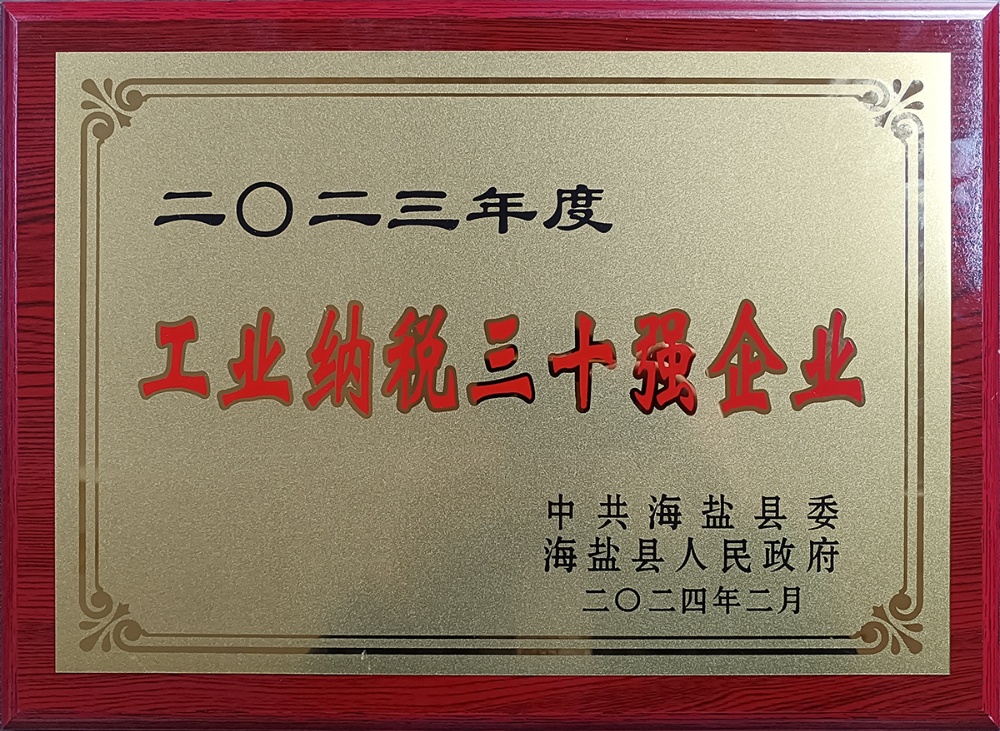 二〇二三年度
工业纳税三十强企业
中共海盐县委
海盐县人民政府
二〇二四年二月